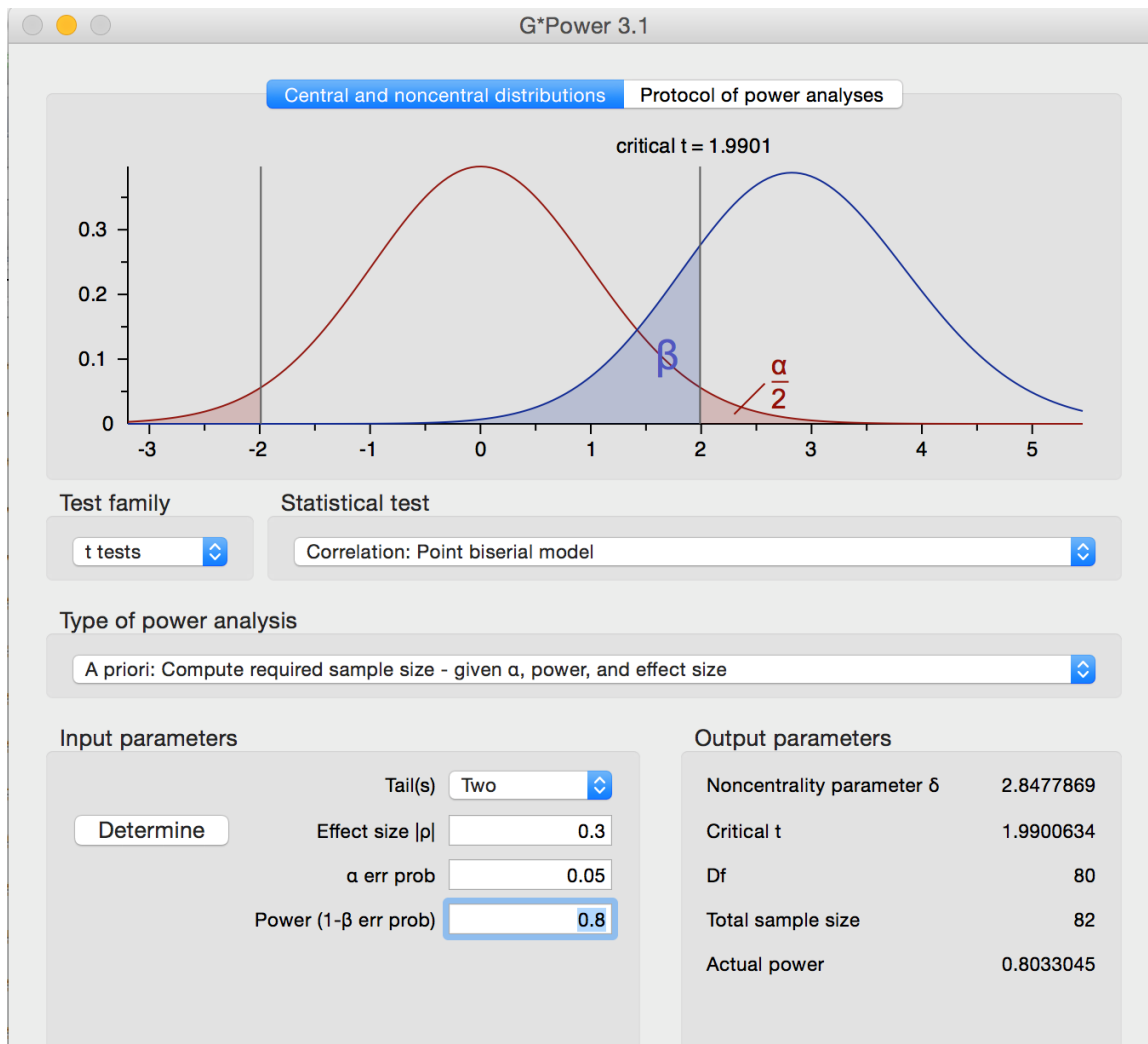 G*Power 3.1
Central and noncentral distributions Protocol of power analyses
critical t = 1.9901
0.3
0.2
0.1
0
β
α
2
-3 -2 -1 0 1 2 3 4 5
Test family Statistical test
t tests Correlation: Point biserial model
Type of power analysis
A priori: Compute required sample size - given α, power, and effect size
Input parameters
Tail(s) Two
Determine Effect size |ρ| 0.3
α err prob 0.05
Power (1-β err prob) 0.8
Output parameters
Noncentrality parameter δ 2.8477869
Critical t 1.9900634
Df 80
Total sample size 82
Actual power 0.8033045